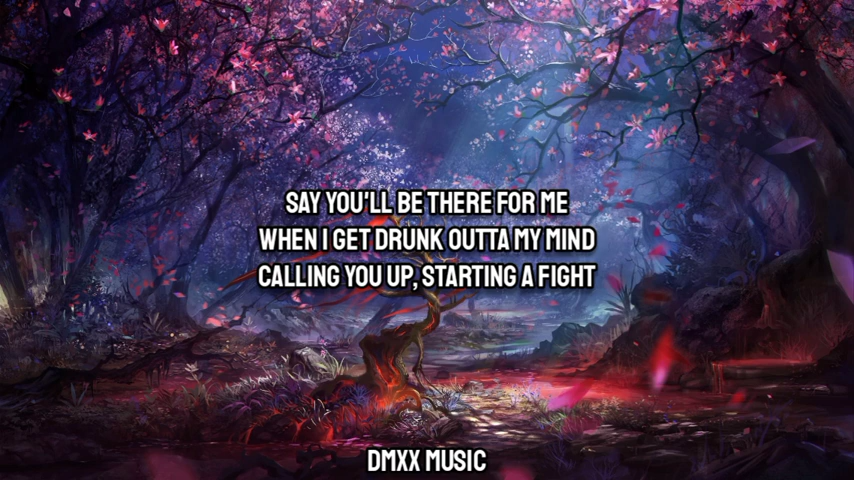 SAY YOU'LL BE THERE FOR ME
WHEN I GET DRUNK OUTTA MY MIND
CALLING YOU UP, STARTING A FIGHT
DMXX MUSIC